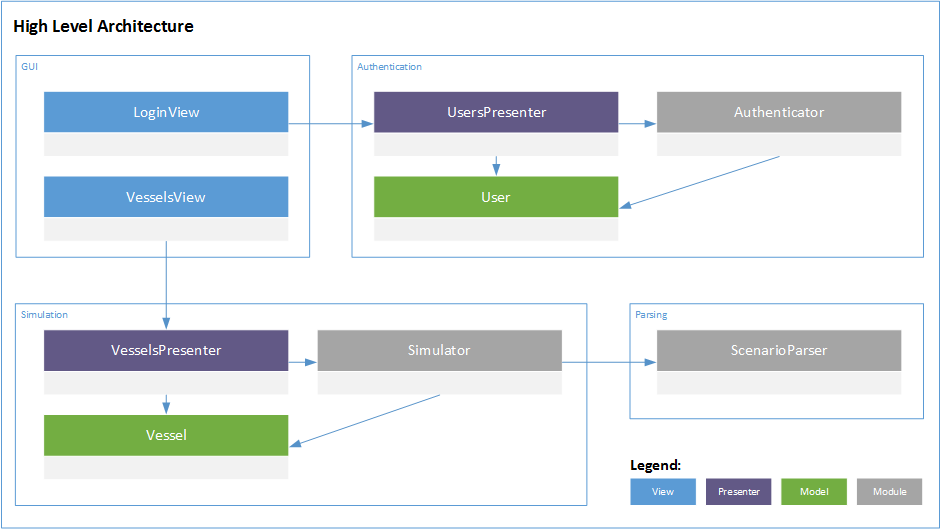 High Level Architecture
GUI
Authentication
LoginView
UsersPresenter
Authenticator
VesselsView
User
Simulation
Parsing
VesselsPresenter
Simulator
ScenarioParser
Vessel
Legend:
View
Presenter
Model
Module